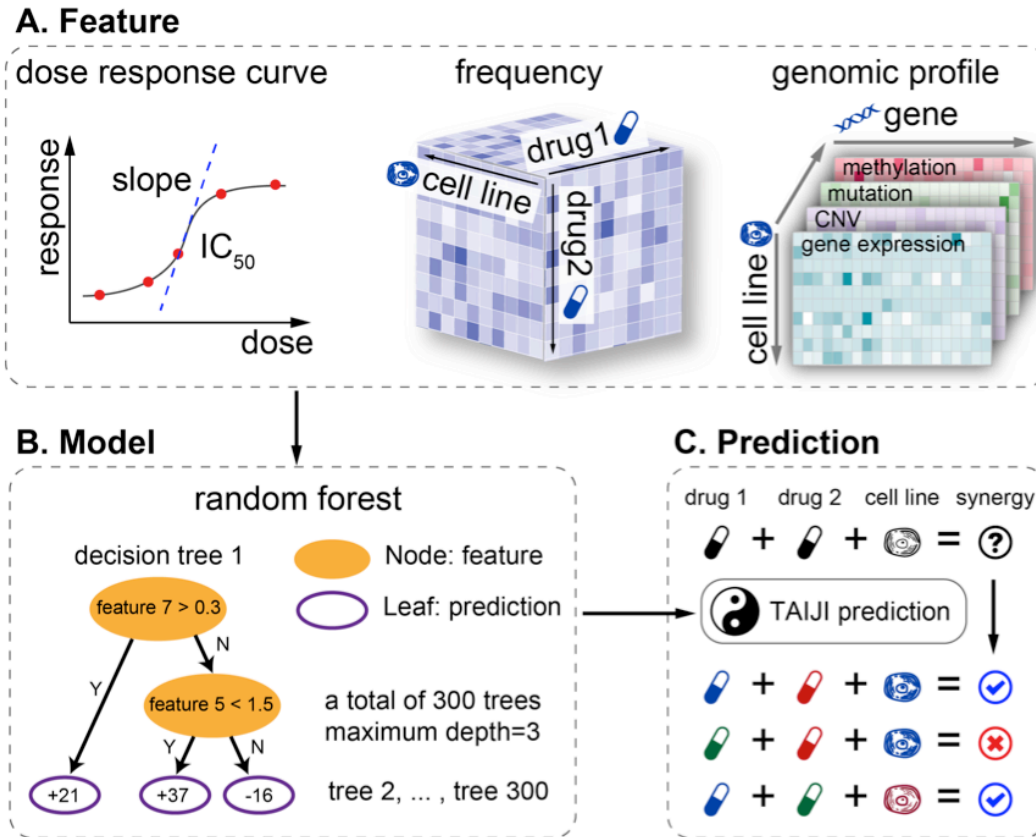 A. Feature
dose response curve
frequency
genomic profile
response
slope
IC50
dose
drug1
cell line
drug2
gene
methylation
mutation
CNV
gene expression
cell line
B. Model
random forest
decision tree 1
Node: feature
Leaf: prediction
feature 7 > 0.3
Y
N
feature 5 < 1.5
Y
N
+21
+37
-16
a total of 300 trees
maximum depth=3
tree 2, ... , tree 300
C. Prediction
drug 1 drug 2 cell line synergy
+ + = ?
TAIJI prediction
+ + =
+ + =
+ + =